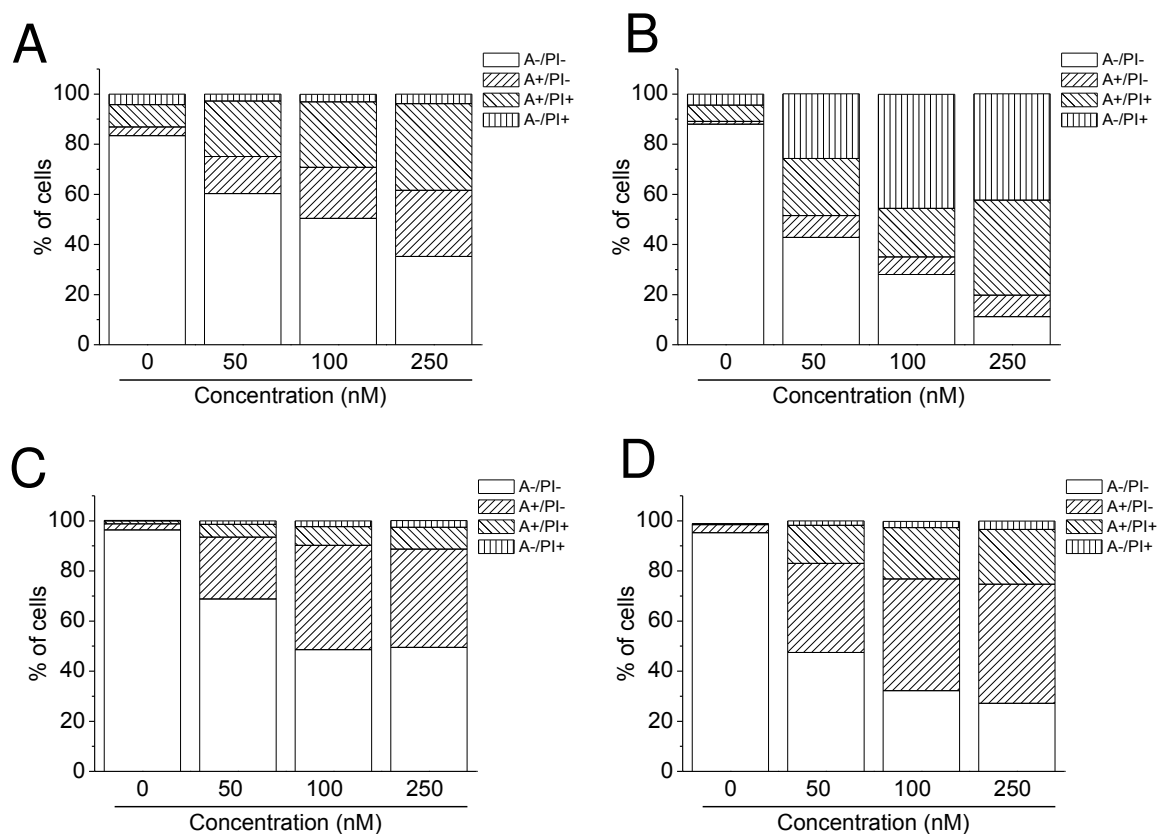 A
A-/PI-
A+/PI-
A+/PI+
A-/PI+
100
80
60
40
20
0
% of cells
0 50 100 250
Concentration (nM)
B
A-/PI-
A+/PI-
A+/PI+
A-/PI+
100
80
60
40
20
0
% of cells
0 50 100 250
Concentration (nM)
C
A-/PI-
A+/PI-
A+/PI+
A-/PI+
100
80
60
40
20
0
% of cells
0 50 100 250
Concentration (nM)
D
A-/PI-
A+/PI-
A+/PI+
A-/PI+
100
80
60
40
20
0
% of cells
0 50 100 250
Concentration (nM)